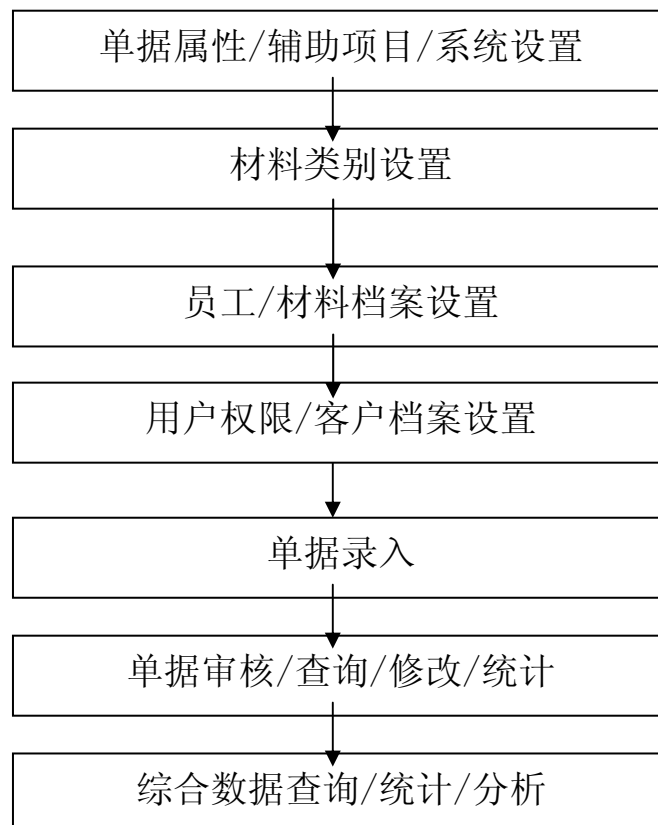 单据属性/辅助项目/系统设置
材料类别设置
员工/材料档案设置
用户权限/客户档案设置
单据录入
单据审核/查询/修改/统计
综合数据查询/统计/分析